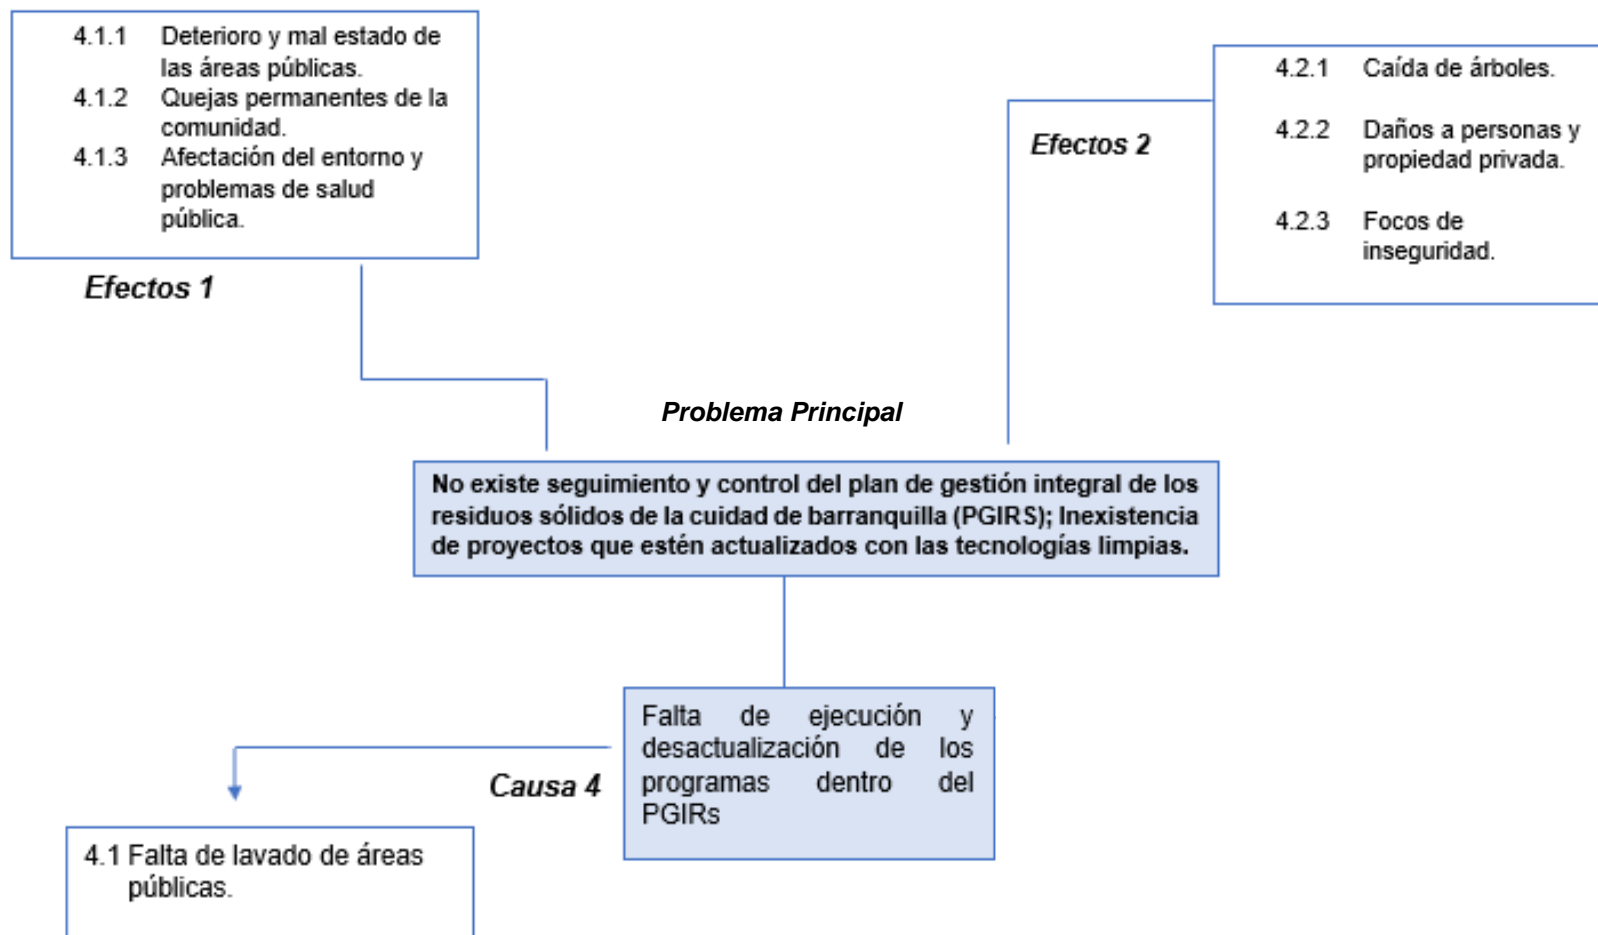 4.1.1 Deterioro y mal estado de
las áreas públicas.
4.1.2 Quejas permanentes de la
comunidad.
4.1.3 Afectación del entorno y
problemas de salud
pública.
Efectos 1
4.2.1 Caída de árboles.
4.2.2 Daños a personas y
propiedad privada.
4.2.3 Focos de
inseguridad.
Efectos 2
Problema Principal
No existe seguimiento y control del plan de gestión integral de los
residuos sólidos de la cuidad de barranquilla (PGIRS); Inexistencia
de proyectos que estén actualizados con las tecnologías limpias.
Falta de ejecución y
desactualización de los
programas dentro del
PGIRs
Causa 4
4.1 Falta de lavado de áreas
públicas.